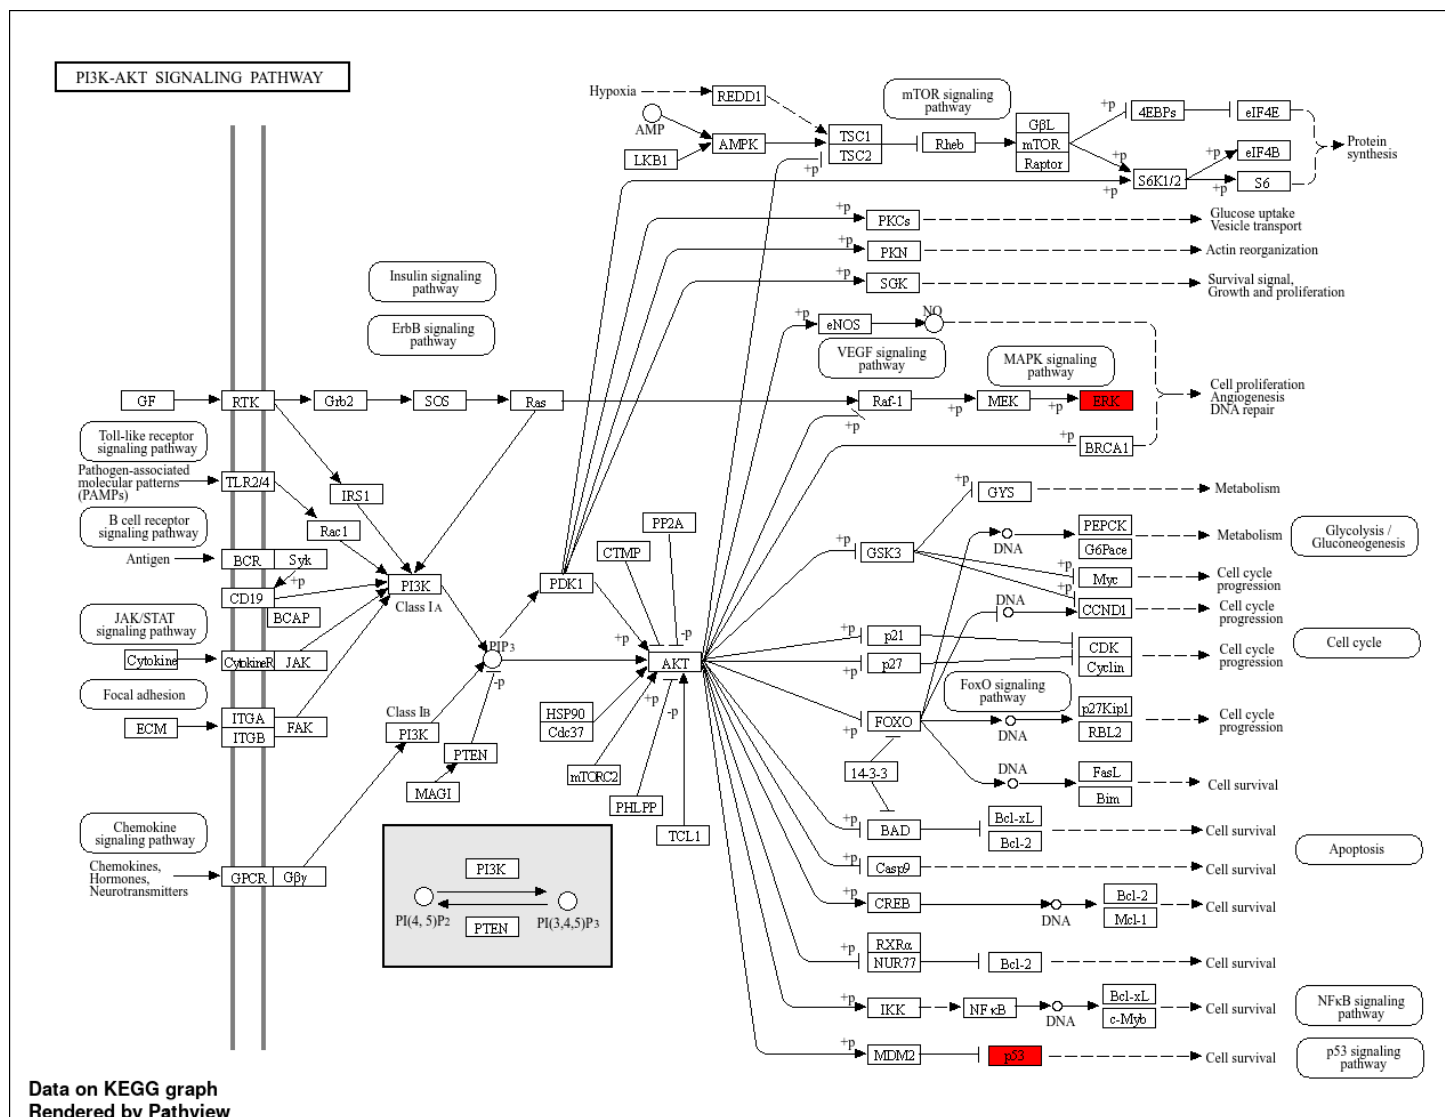 PI3K-AKT SIGNALING PATHWAY
Hypoxia
REDD1
AMP
AMPK
LKB1
TSC1
TSC2
+p
Rheb
mTOR signaling
pathway
GβL
mTOR
Raptor
+p
4EBPs
eIF4E
+p
S6K1/2
+p
+p
eIF4B
+p
S6
Protein
synthesis
+p
PKCs
Glucose uptake
Vesicle transport
+p
PKN
Actin reorganization
+p
SGK
Survival signal,
Growth and proliferation
Insulin signaling
pathway
ErbB signaling
pathway
+p
eNOS
NO
VEGF signaling
pathway
MAPK signaling
pathway
GF
RTK
Grb2
SOS
Ras
Raf-1
+p
+p
MEK
+p
ERK
Cell proliferation
Angiogenesis
DNA repair
+p
BRCA1
Toll-like receptor
signaling pathway
Pathogen-associated
molecular patterns
(PAMPs)
TLR2/4
IRS1
Rac1
B cell receptor
signaling pathway
Antigen
BCR
Syk
+p
CD19
BCAP
PI3K
Class IA
JAK/STAT
signaling pathway
Cytokine
CytokineR
JAK
Focal adhesion
ECM
ITGA
ITGB
FAK
Class IB
PI3K
PIP3
-p
PTEN
MAGI
PDK1
CTMP
PP2A
+p
-p
AKT
HSP90
Cdc37
+p
-p
mTORC2
PHLPP
TCL1
Chemokine
signaling pathway
Chemokines,
Hormones,
Neurotransmitters
GPCR
Gβγ
PI3K
PI(4, 5)P2
PI(3,4,5)P3
PTEN
+p
GYS
Metabolism
+p
GSK3
DNA
PEPCK
G6Pace
Metabolism
Glycolysis /
Gluconeogenesis
+p
Myc
Cell cycle
progression
+p
DNA
CCND1
Cell cycle
progression
+p
p21
+p
p27
CDK
Cyclin
Cell cycle
progression
Cell cycle
FoxO signaling
pathway
+p
FOXO
DNA
p27Kip1
RBL2
Cell cycle
progression
14-3-3
DNA
FasL
Bim
Cell survival
+p
BAD
Bcl-xL
Bcl-2
Cell survival
Apoptosis
+p
Casp9
Cell survival
+p
CREB
DNA
Bcl-2
Mcl-1
Cell survival
+p
RXRα
NUR77
Bcl-2
Cell survival
+p
IKK
NFκB
DNA
Bcl-xL
c-Myb
Cell survival
NFκB signaling
pathway
+p
MDM2
p53
Cell survival
p53 signaling
pathway
Data on KEGG graph
Rendered by Pathview